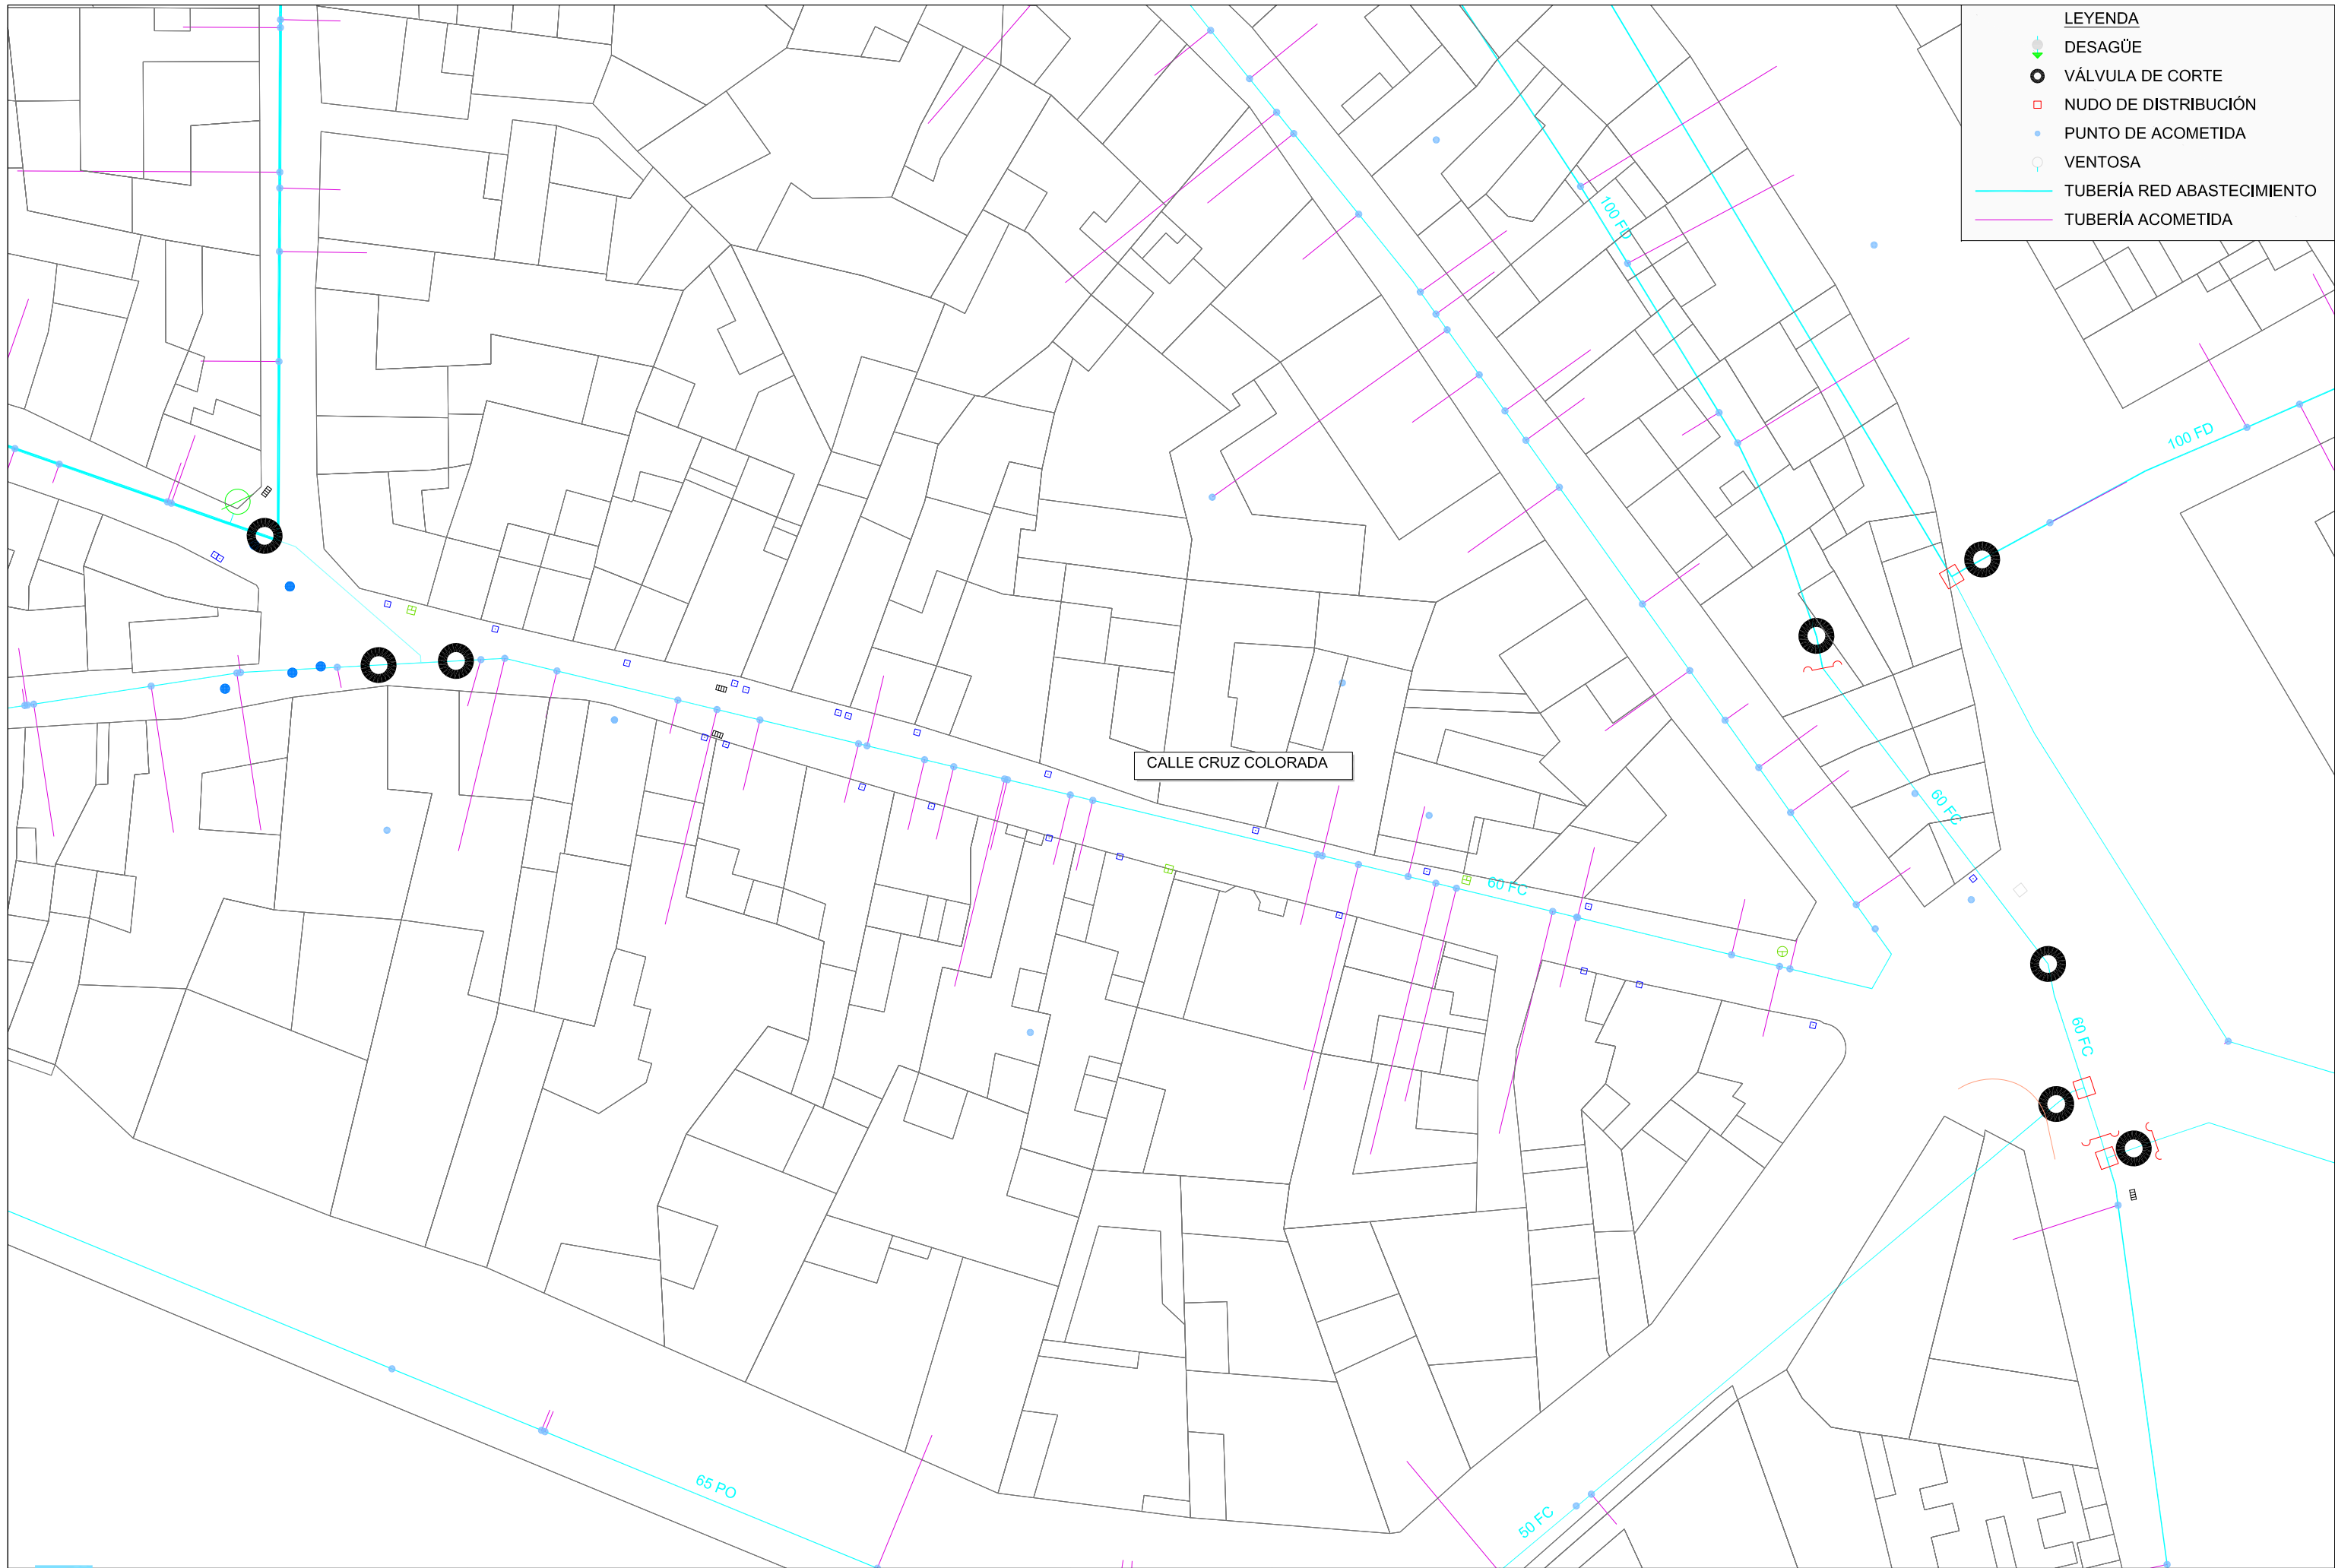 LEYENDA
DESAGÜE
VÁLVULA DE CORTE
NUDO DE DISTRIBUCIÓN
PUNTO DE ACOMETIDA
VENTOSA
TUBERÍA RED ABASTECIMIENTO
TUBERÍA ACOMETIDA
100 FD
100 FD
CALLE CRUZ COLORADA
60 FC
60 FC
60 FC
65 PO
50 FC